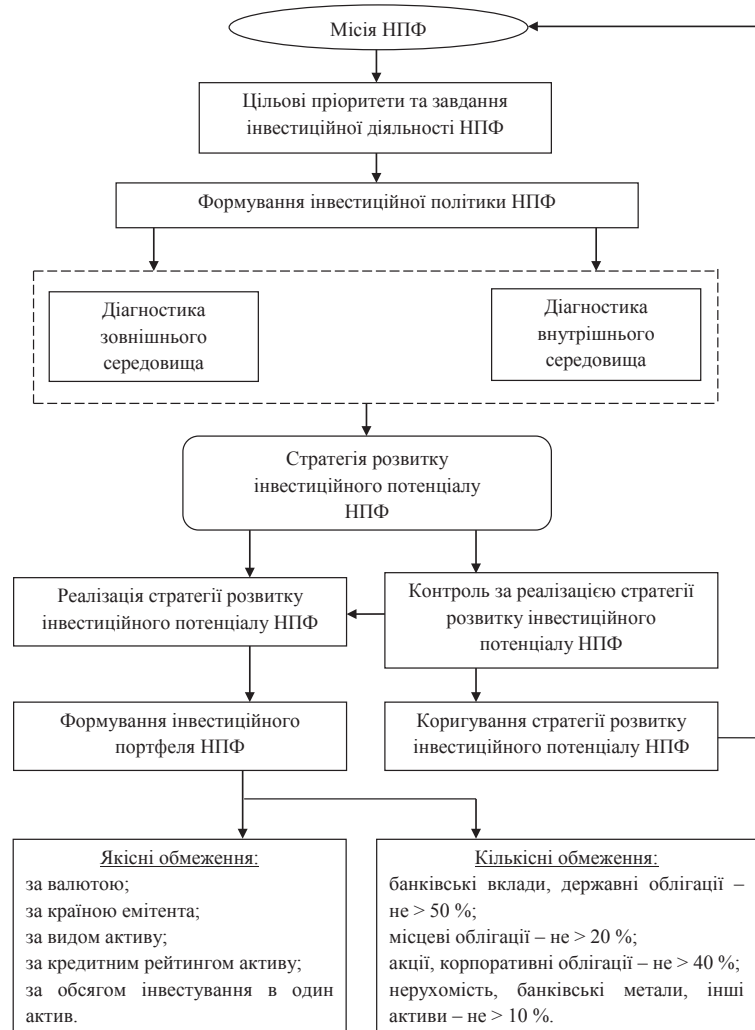 Місія НПФ
Цільові пріоритети та завдання
інвестиційної діяльності НПФ
Формування інвестиційної політики НПФ
Діагностика
зовнішнього
середовища
Діагностика
внутрішнього
середовища
Стратегія розвитку
інвестиційного потенціалу
НПФ
Реалізація стратегії розвитку
інвестиційного потенціалу НПФ
Контроль за реалізацією стратегії
розвитку інвестиційного
потенціалу НПФ
Формування інвестиційного
портфеля НПФ
Коригування стратегії розвитку
інвестиційного потенціалу НПФ
Якісні обмеження:
за валютою;
за країною емітента;
за видом активу;
за кредитним рейтингом активу;
за обсягом інвестування в один
актив.
Кількісні обмеження:
банківські вклади, державні облігації –
не > 50 %;
місцеві облігації – не > 20 %;
акції, корпоративні облігації – не > 40 %;
нерухомість, банківські метали, інші
активи – не > 10 %.